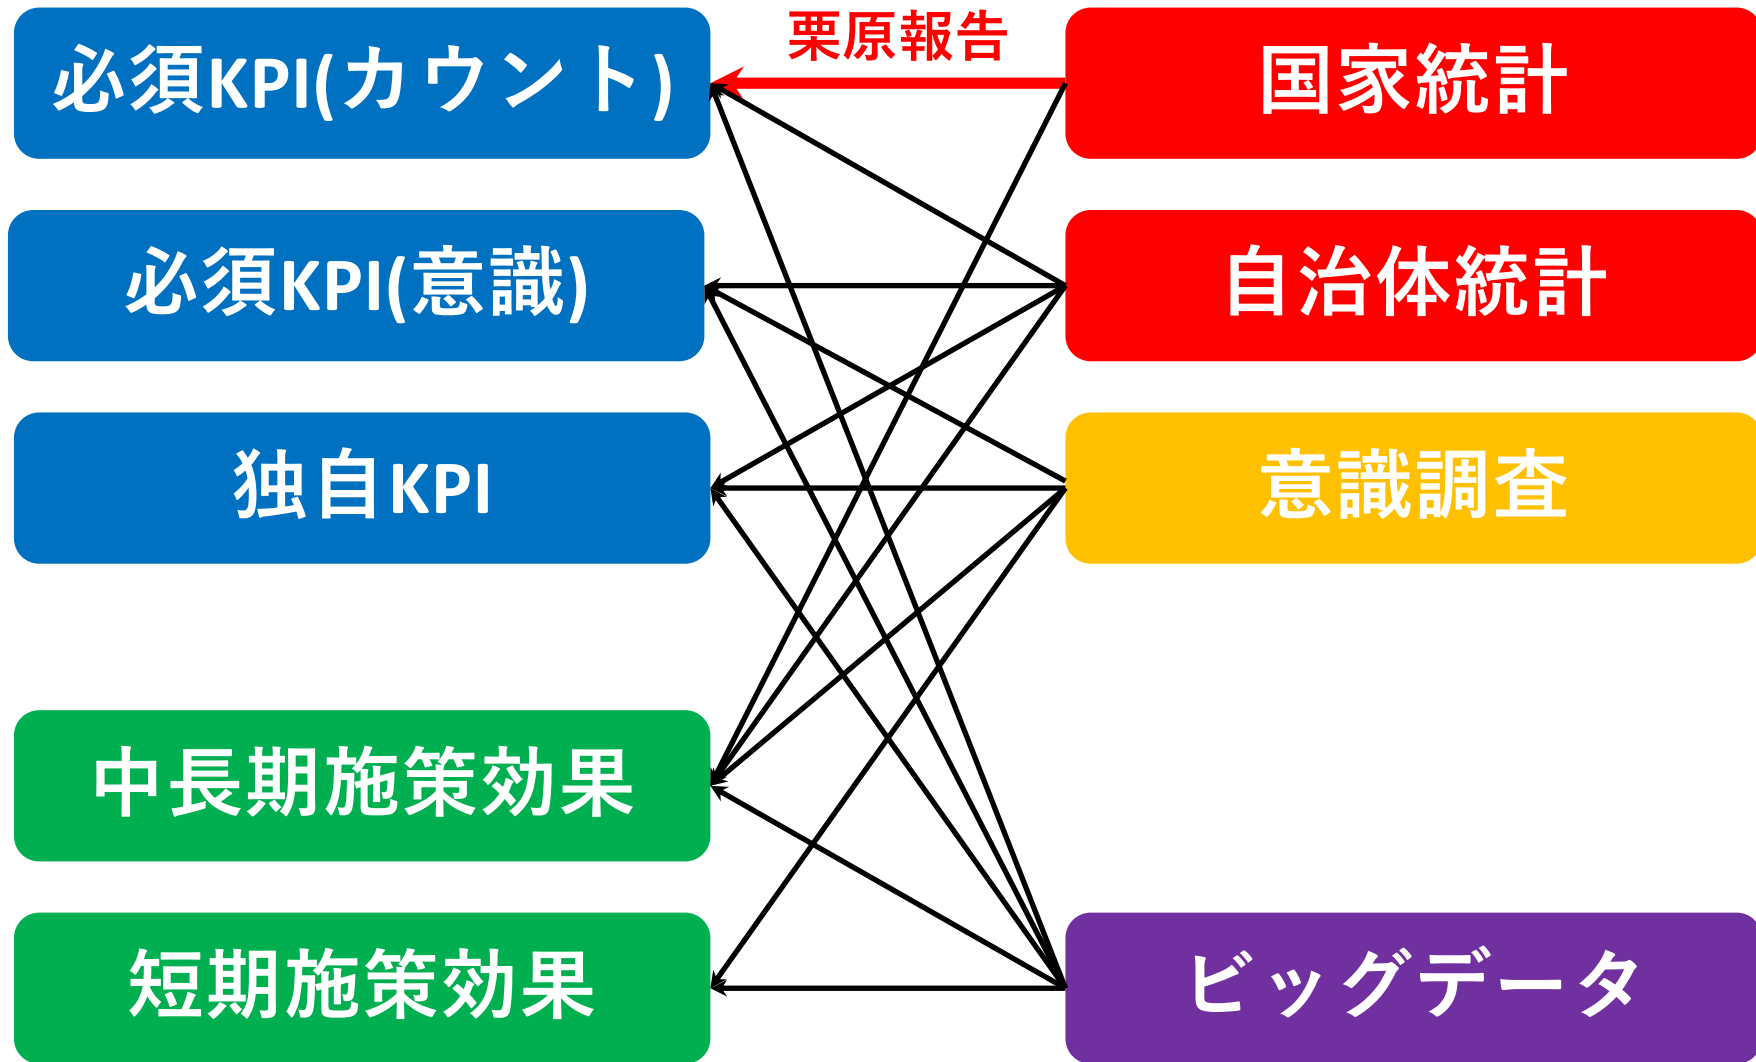 必須KPI(カウント)
栗原報告
国家統計
必須KPI(意識)
自治体統計
独自KPI
意識調査
中長期施策効果
短期施策効果
ビッグデータ